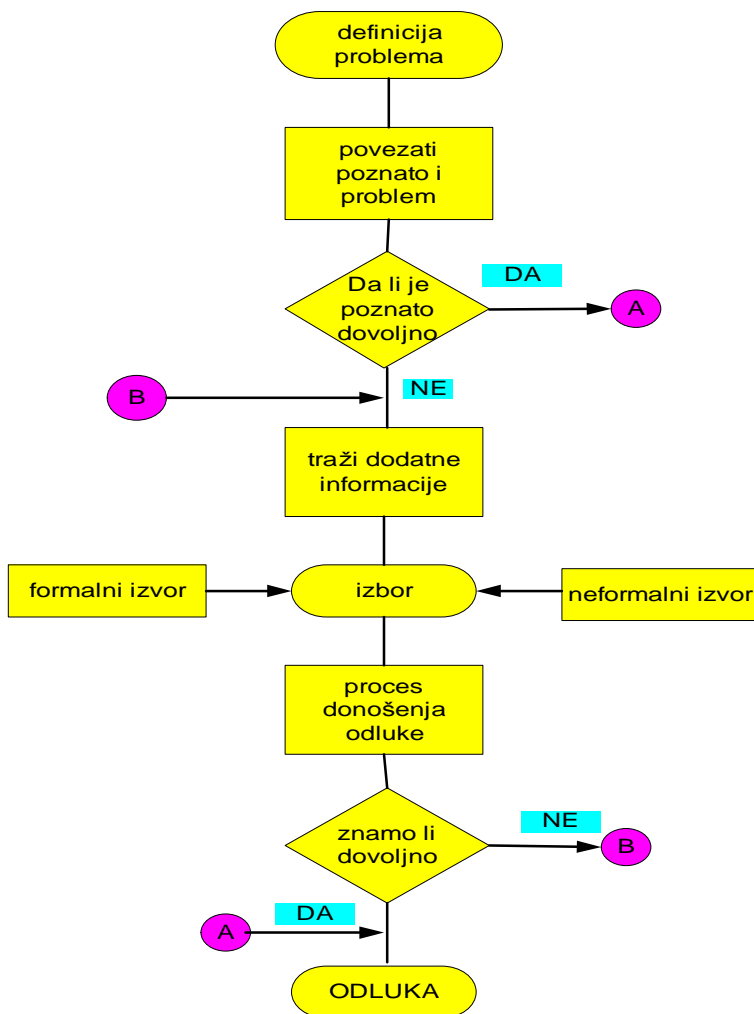 definicija
problema
povezati
poznato i
problem
Da li je
poznato
dovoljno
DA
A
B
NE
traži dodatne
informacije
formalni izvor
izbor
neformalni izvor
proces
donošenja
odluke
znamo li
dovoljno
NE
B
A
DA
ODLUKA